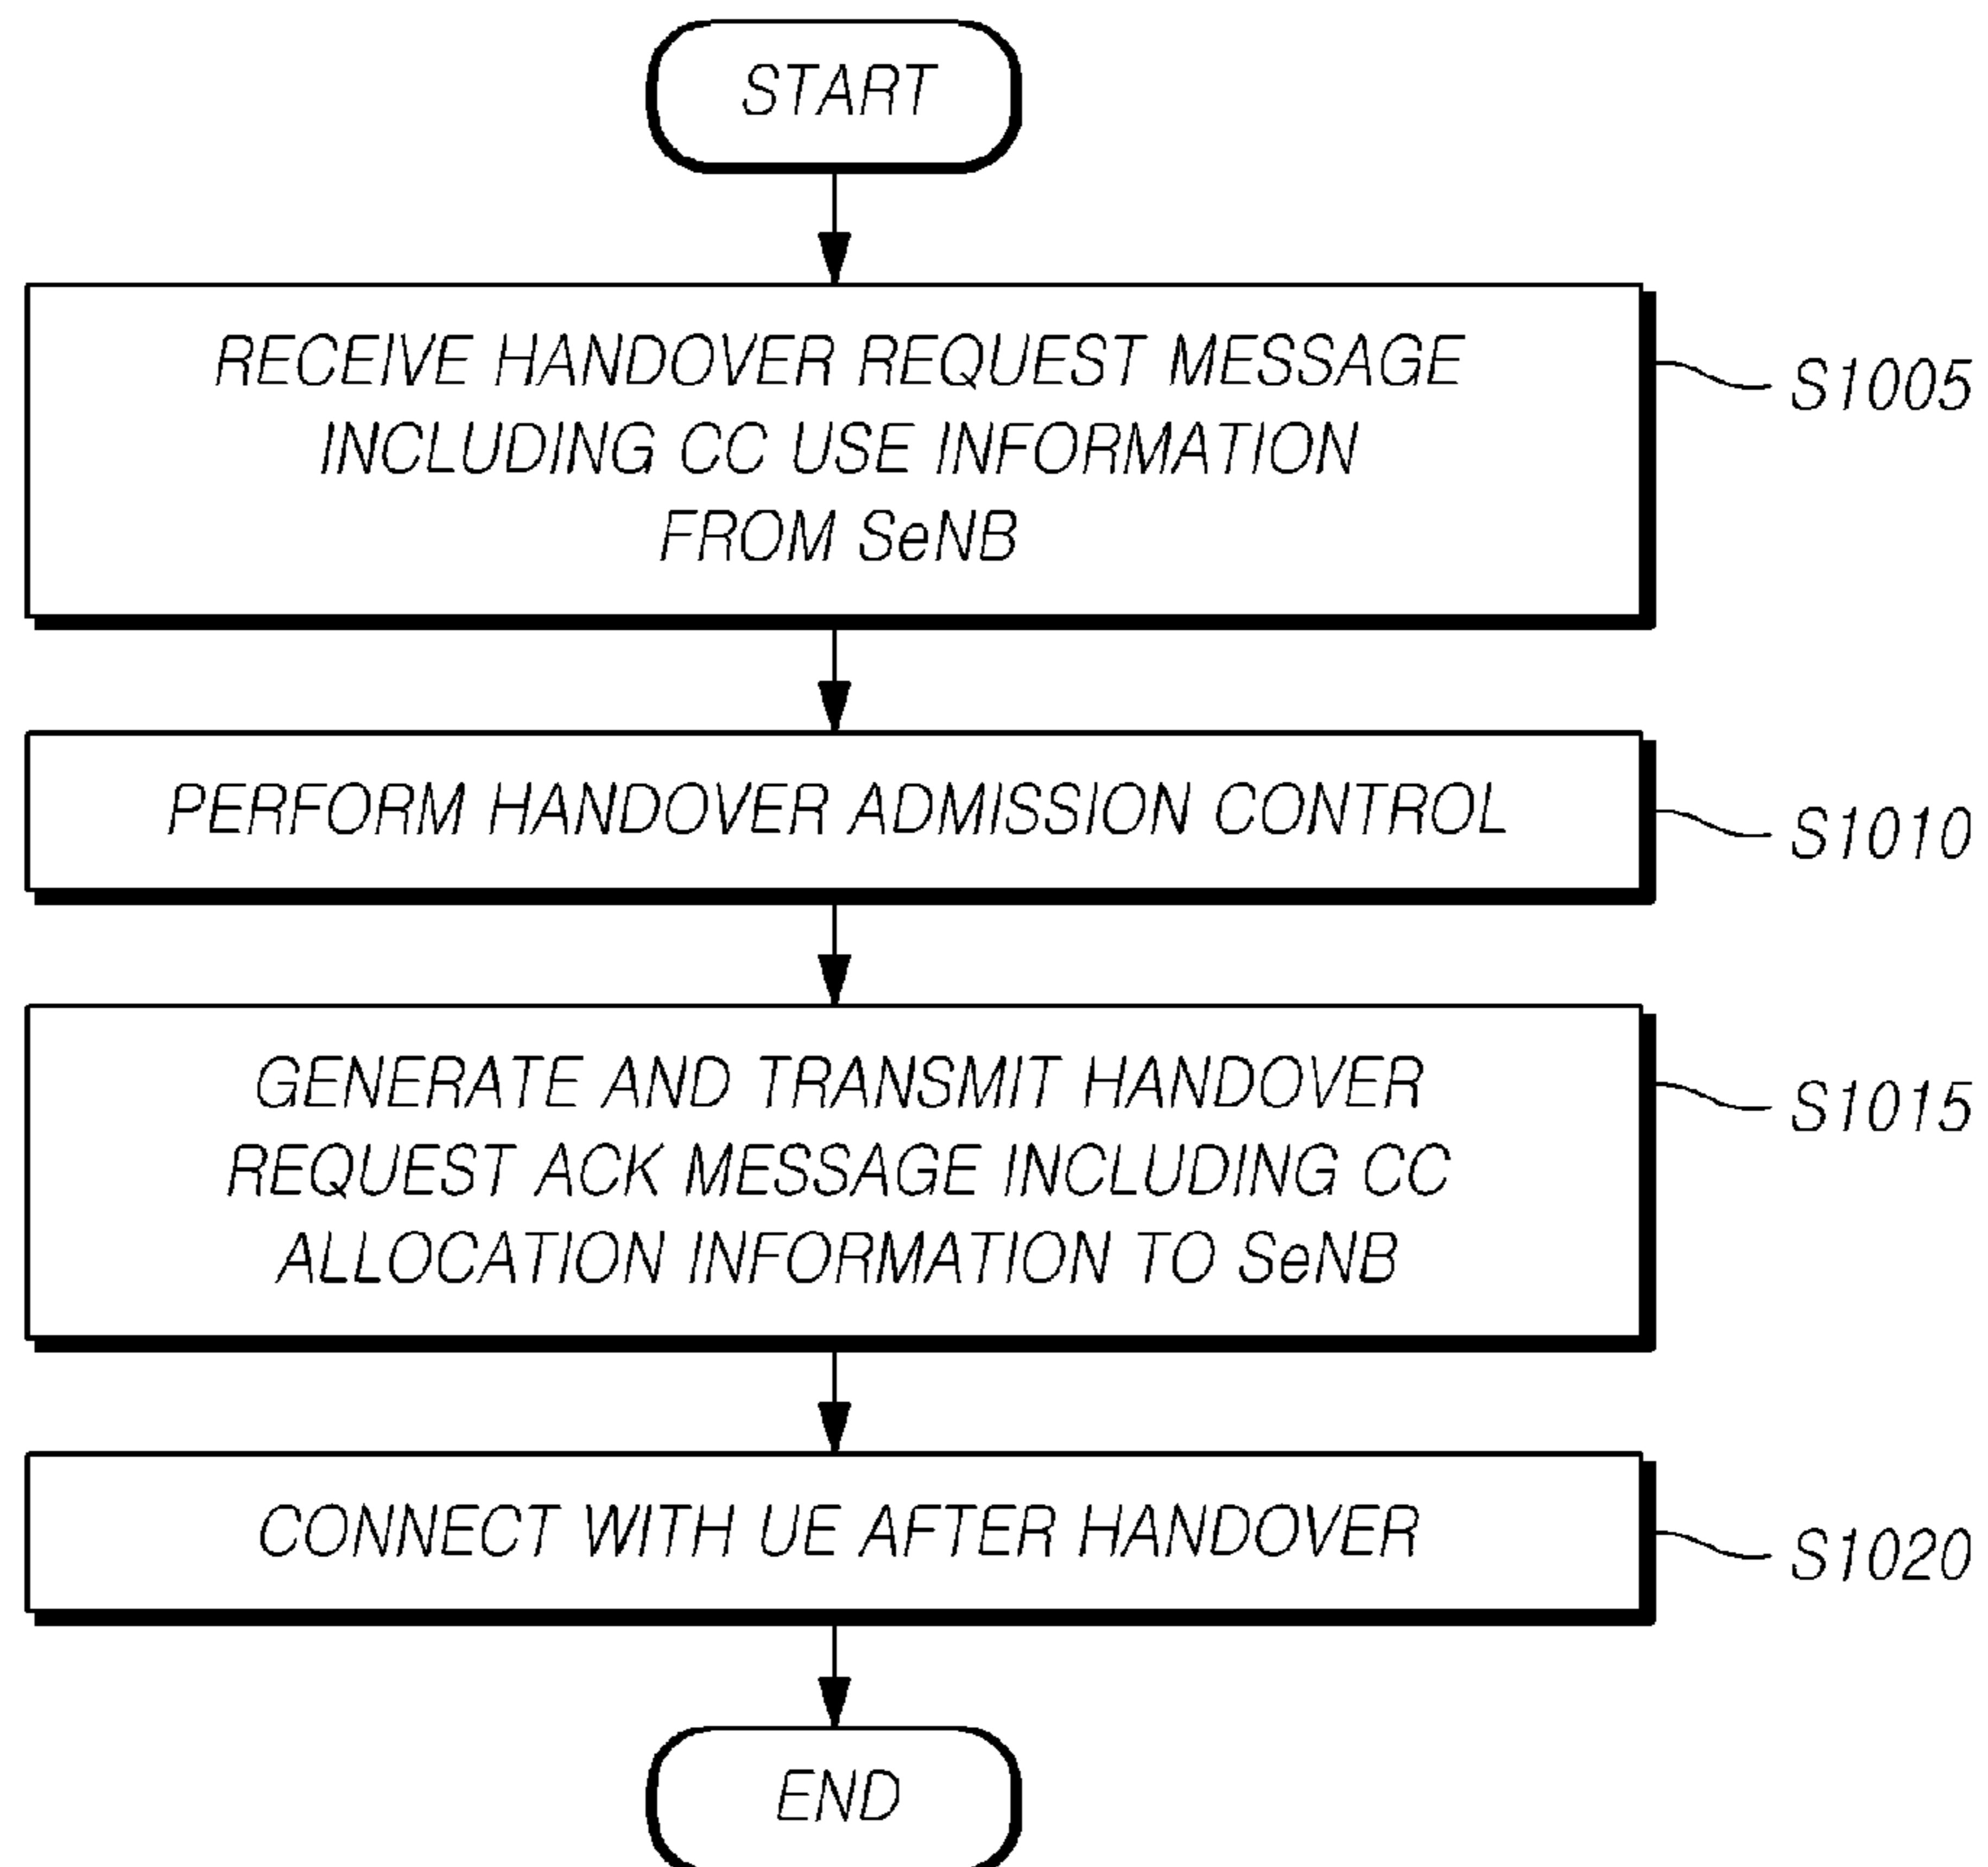 START
RECEIVE HANDOVER REQUEST MESSAGE
INCLUDING CC USE INFORMATION
FROM SeNB
S1005
PERFORM HANDOVER ADMISSION CONTROL
S1010
GENERATE AND TRANSMIT HANDOVER
REQUEST ACK MESSAGE INCLUDING CC
ALLOCATION INFORMATION TO SeNB
S1015
CONNECT WITH UE AFTER HANDOVER
S1020
END